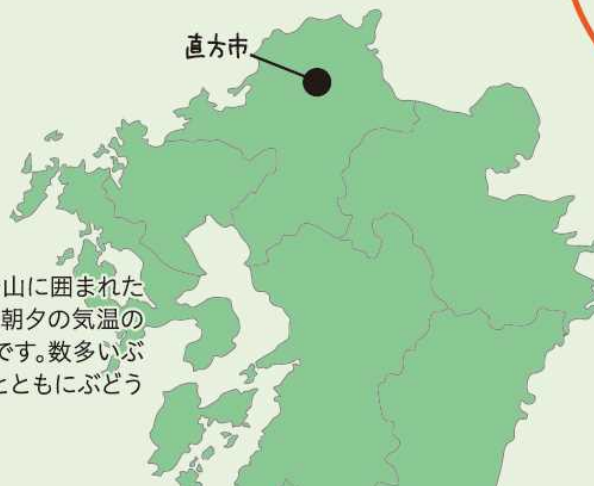 直方市
山に囲まれた
朝夕の気温の
です。数多いぶ
とともにぶどう